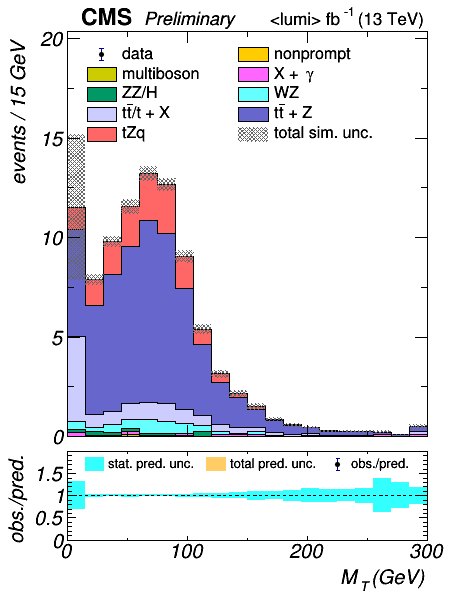 CMS Preliminary <lumi> fb⁻¹ (13 TeV)
events / 15 GeV
20
15
10
5
0
data
nonprompt
multiboson
X + γ
ZZ/H
WZ
tt̄/t + X
tt̄ + Z
tZq
total sim. unc.
obs./pred.
1.5
1
0.5
0
stat. pred. unc.
total pred. unc.
obs./pred.
0 100 200 300
M_T (GeV)